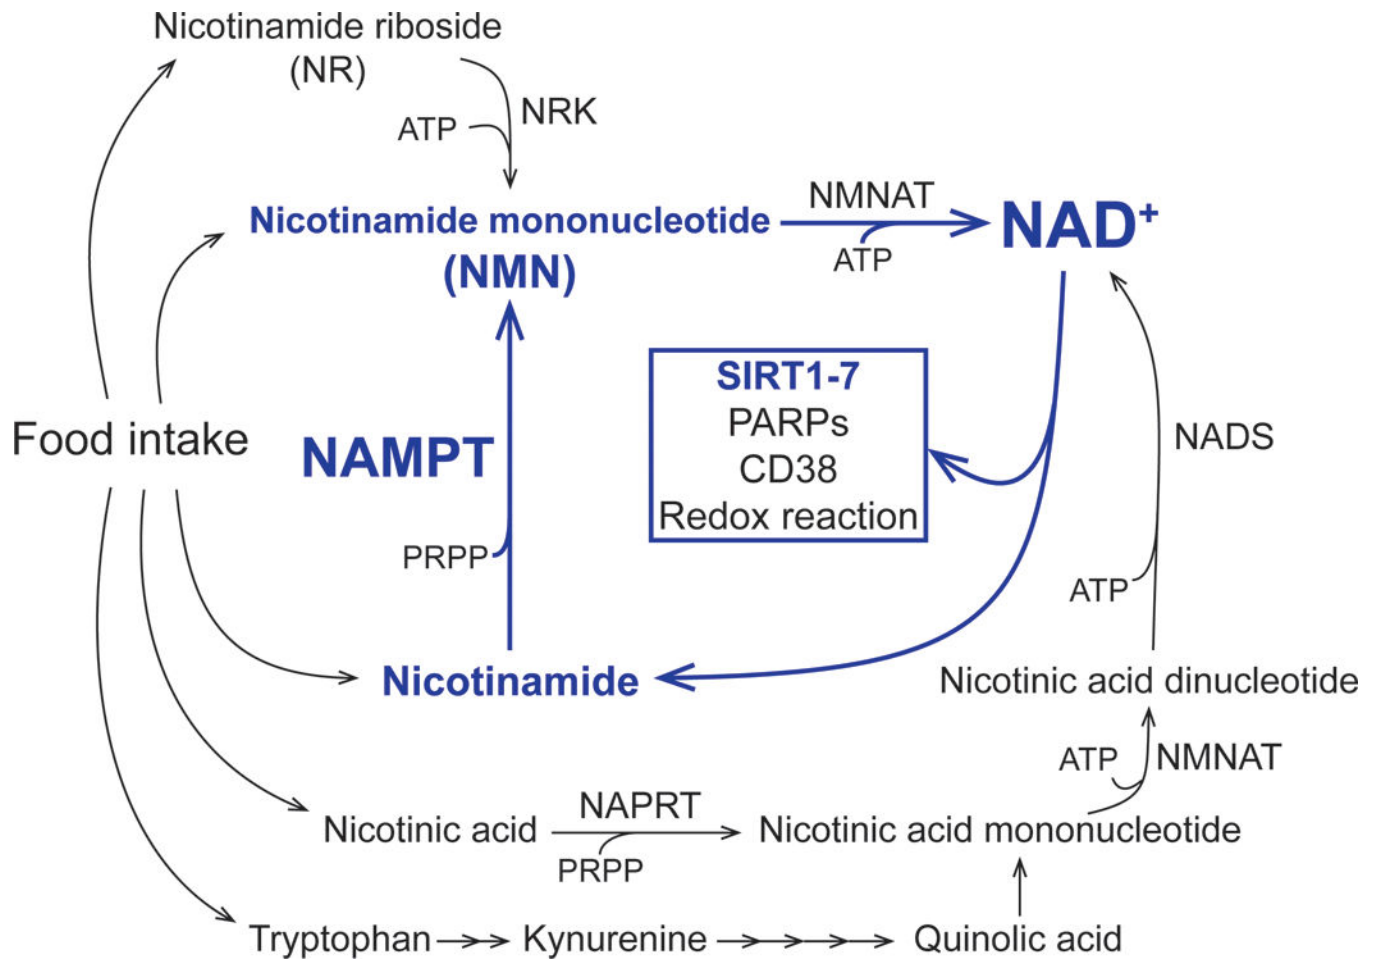 Nicotinamide riboside
(NR)
NRK
ATP
NMNAT
Nicotinamide mononucleotide
NAD+
(NMN)
ATP
SIRT1-7
PARPs
CD38
Redox reaction
Food intake
NAMPT
NADS
PRPP
ATP
Nicotinamide
Nicotinic acid dinucleotide
ATP
NMNAT
NAPRT
Nicotinic acid
Nicotinic acid mononucleotide
PRPP
Tryptophan
Kynurenine
Quinolic acid